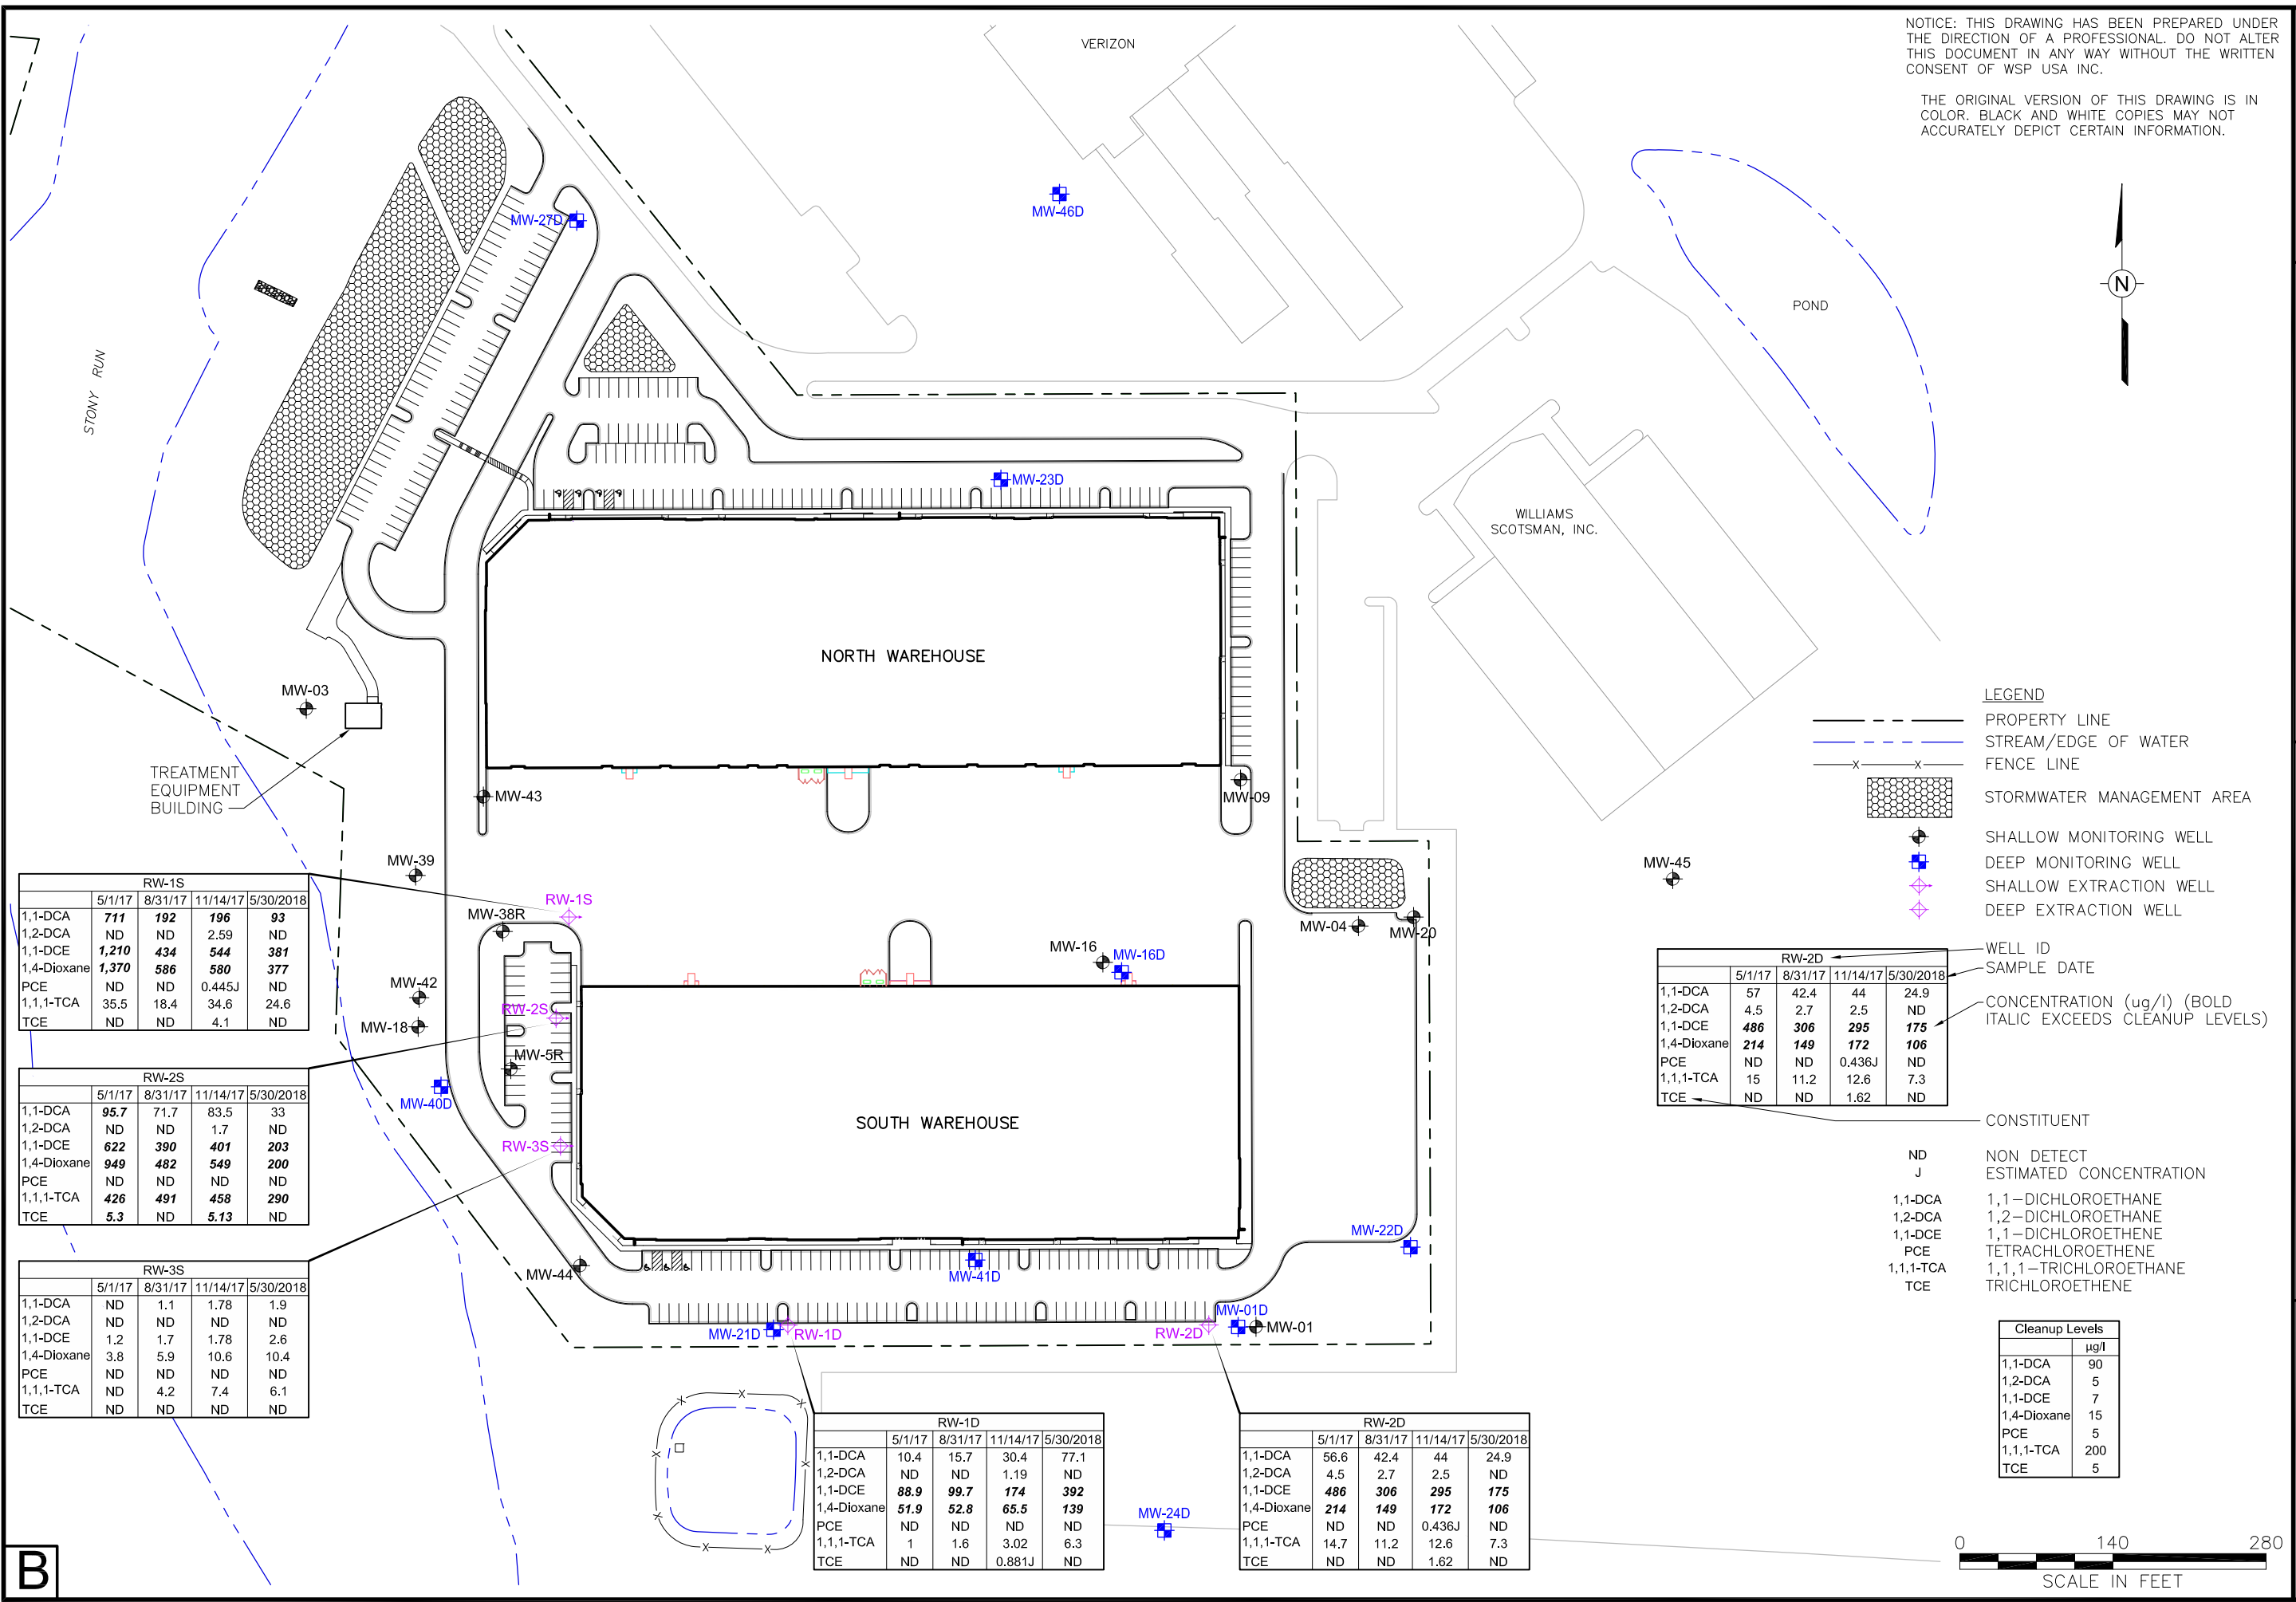 NOTICE: THIS DRAWING HAS BEEN PREPARED UNDER
THE DIRECTION OF A PROFESSIONAL. DO NOT ALTER
THIS DOCUMENT IN ANY WAY WITHOUT THE WRITTEN
CONSENT OF WSP USA INC.
THE ORIGINAL VERSION OF THIS DRAWING IS IN
COLOR. BLACK AND WHITE COPIES MAY NOT
ACCURATELY DEPICT CERTAIN INFORMATION.
VERIZON
MW-46D
MW-27D
N
POND
STONY RUN
MW-23D
WILLIAMS
SCOTSMAN, INC.
NORTH WAREHOUSE
MW-03
TREATMENT
EQUIPMENT
BUILDING
MW-43
MW-09
MW-39
MW-45
RW-1S
MW-38R
MW-04
MW-20
MW-16
MW-16D
MW-42
RW-2S
MW-18
MW-5R
MW-40D
SOUTH WAREHOUSE
RW-3S
MW-22D
MW-44
MW-41D
MW-01D
MW-21D
RW-1D
RW-2D
MW-01
MW-24D
LEGEND
PROPERTY LINE
STREAM/EDGE OF WATER
X X FENCE LINE
STORMWATER MANAGEMENT AREA
SHALLOW MONITORING WELL
DEEP MONITORING WELL
SHALLOW EXTRACTION WELL
DEEP EXTRACTION WELL
RW-2D
5/1/17 8/31/17 11/14/17 5/30/2018
1,1-DCA 57 42.4 44 24.9
1,2-DCA 4.5 2.7 2.5 ND
1,1-DCE 486 306 295 175
1,4-Dioxane 214 149 172 106
PCE ND ND 0.436J ND
1,1,1-TCA 15 11.2 12.6 7.3
TCE ND ND 1.62 ND
WELL ID
SAMPLE DATE
CONCENTRATION (ug/l) (BOLD
ITALIC EXCEEDS CLEANUP LEVELS)
CONSTITUENT
ND NON DETECT
J ESTIMATED CONCENTRATION
1,1-DCA 1,1-DICHLOROETHANE
1,2-DCA 1,2-DICHLOROETHANE
1,1-DCE 1,1-DICHLOROETHENE
PCE TETRACHLOROETHENE
1,1,1-TCA 1,1,1-TRICHLOROETHANE
TCE TRICHLOROETHENE
Cleanup Levels
µg/l
1,1-DCA 90
1,2-DCA 5
1,1-DCE 7
1,4-Dioxane 15
PCE 5
1,1,1-TCA 200
TCE 5
RW-1S
5/1/17 8/31/17 11/14/17 5/30/2018
1,1-DCA 711 192 196 93
1,2-DCA ND ND 2.59 ND
1,1-DCE 1,210 434 544 381
1,4-Dioxane 1,370 586 580 377
PCE ND ND 0.445J ND
1,1,1-TCA 35.5 18.4 34.6 24.6
TCE ND ND 4.1 ND
RW-2S
5/1/17 8/31/17 11/14/17 5/30/2018
1,1-DCA 95.7 71.7 83.5 33
1,2-DCA ND ND 1.7 ND
1,1-DCE 622 390 401 203
1,4-Dioxane 949 482 549 200
PCE ND ND ND ND
1,1,1-TCA 426 491 458 290
TCE 5.3 ND 5.13 ND
RW-3S
5/1/17 8/31/17 11/14/17 5/30/2018
1,1-DCA ND 1.1 1.78 1.9
1,2-DCA ND ND ND ND
1,1-DCE 1.2 1.7 1.78 2.6
1,4-Dioxane 3.8 5.9 10.6 10.4
PCE ND ND ND ND
1,1,1-TCA ND 4.2 7.4 6.1
TCE ND ND ND ND
RW-1D
5/1/17 8/31/17 11/14/17 5/30/2018
1,1-DCA 10.4 15.7 30.4 77.1
1,2-DCA ND ND 1.19 ND
1,1-DCE 88.9 99.7 174 392
1,4-Dioxane 51.9 52.8 65.5 139
PCE ND ND ND ND
1,1,1-TCA 1 1.6 3.02 6.3
TCE ND ND 0.881J ND
RW-2D
5/1/17 8/31/17 11/14/17 5/30/2018
1,1-DCA 56.6 42.4 44 24.9
1,2-DCA 4.5 2.7 2.5 ND
1,1-DCE 486 306 295 175
1,4-Dioxane 214 149 172 106
PCE ND ND 0.436J ND
1,1,1-TCA 14.7 11.2 12.6 7.3
TCE ND ND 1.62 ND
0 140 280
SCALE IN FEET
B